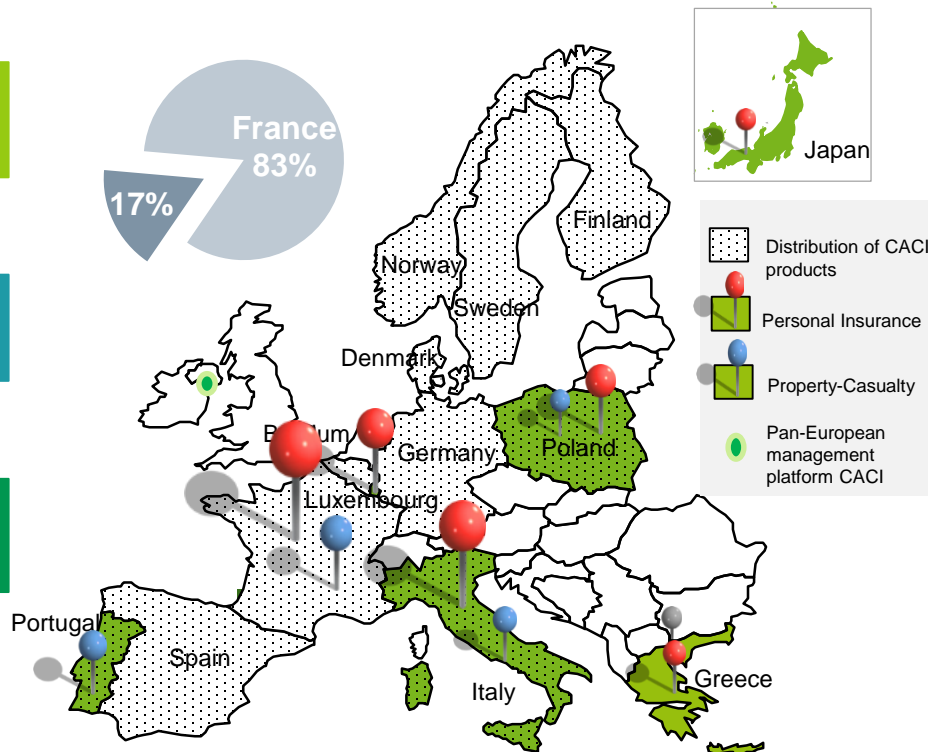 Japan
France
83%
17%
Finland
Norway
Sweden
Denmark
Germany
Poland
Luxembourg
Portugal
Spain
Italy
Greece
Distribution of CACI
products
Personal Insurance
Property-Casualty
Pan-European
management
platform CACI